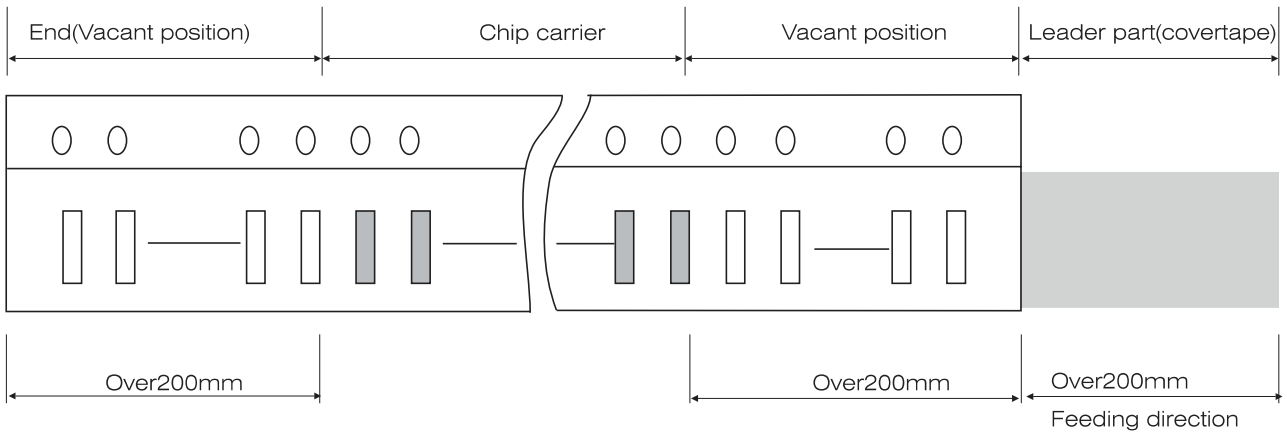 End(Vacant position)
Chip carrier
Vacant position
Leader part(covertape)
Over200mm
Over200mm
Over200mm
Feeding direction